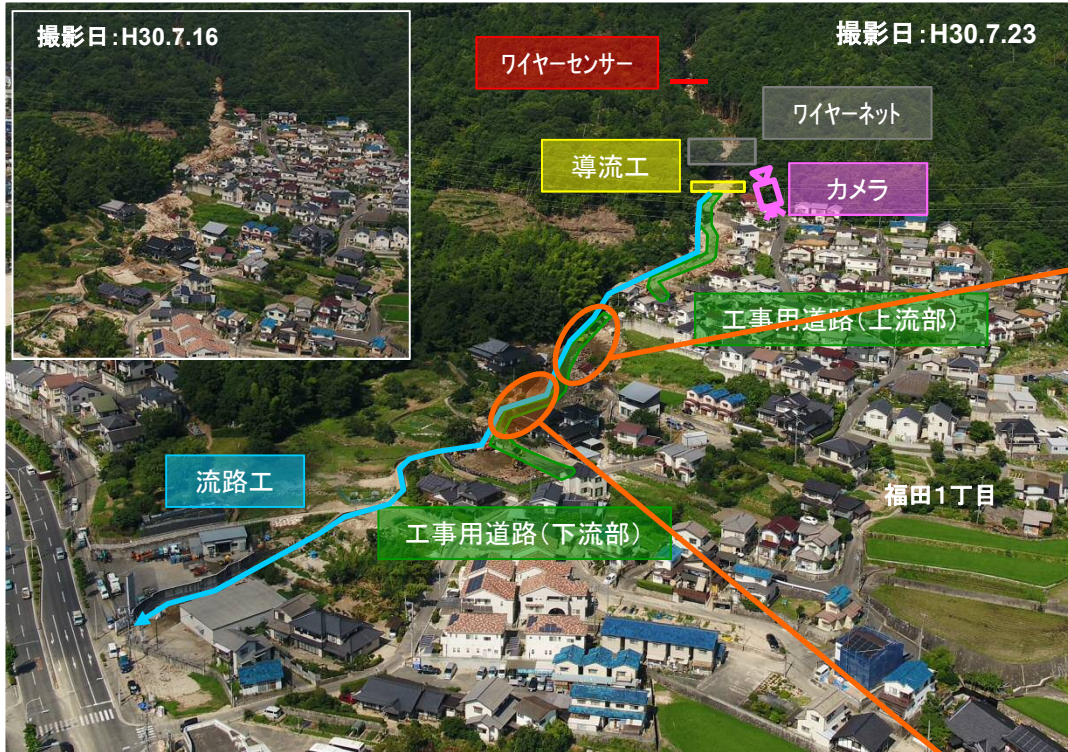 撮影日:H30.7.16
撮影日:H30.7.23
ワイヤーセンサー
ワイヤーネット
導流工
カメラ
工事用道路(上流部)
福田1丁目
流路工
工事用道路(下流部)